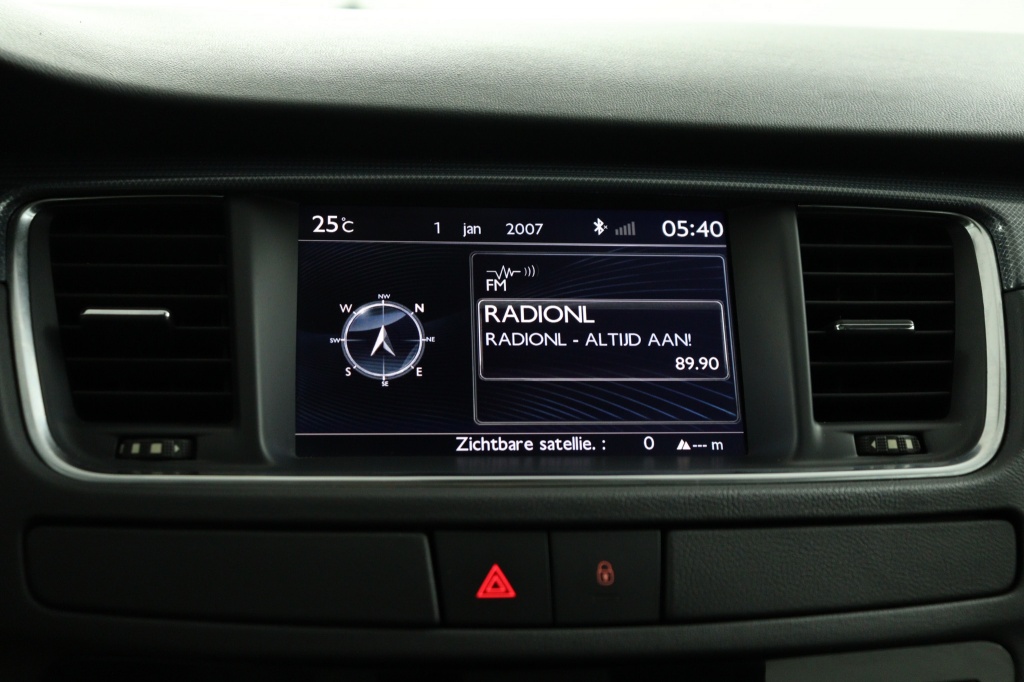 25°C 1 jan 2007 05:40
FM
RADIONL
RADIONL - ALTIJD AAN!
89.90
NW
W N
SW NE
S E
SE
Zichtbare satellie. : 0 --- m